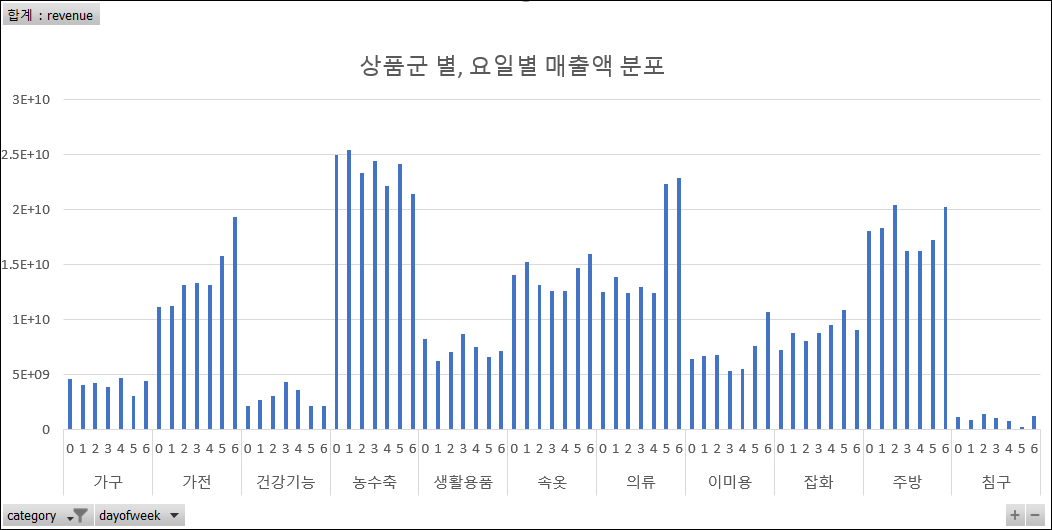 합계 : revenue
상품군 별, 요일별 매출액 분포
3E+10
2.5E+10
2E+10
1.5E+10
1E+10
5E+09
0
0 1 2 3 4 5 6 0 1 2 3 4 5 6 0 1 2 3 4 5 6 0 1 2 3 4 5 6 0 1 2 3 4 5 6 0 1 2 3 4 5 6 0 1 2 3 4 5 6 0 1 2 3 4 5 6 0 1 2 3 4 5 6 0 1 2 3 4 5 6 0 1 2 3 4 5 6
가구 가전 건강기능 농수축 생활용품 속옷 의류 이미용 잡화 주방 침구
category dayofweek + −